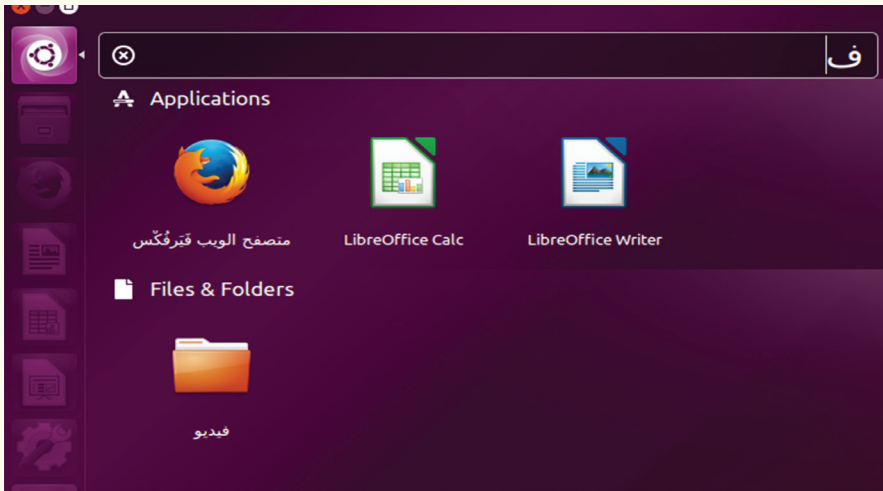 ف
Applications
متصفح الويب فَيَرفُكّس
LibreOffice Calc
LibreOffice Writer
Files & Folders
فيديو